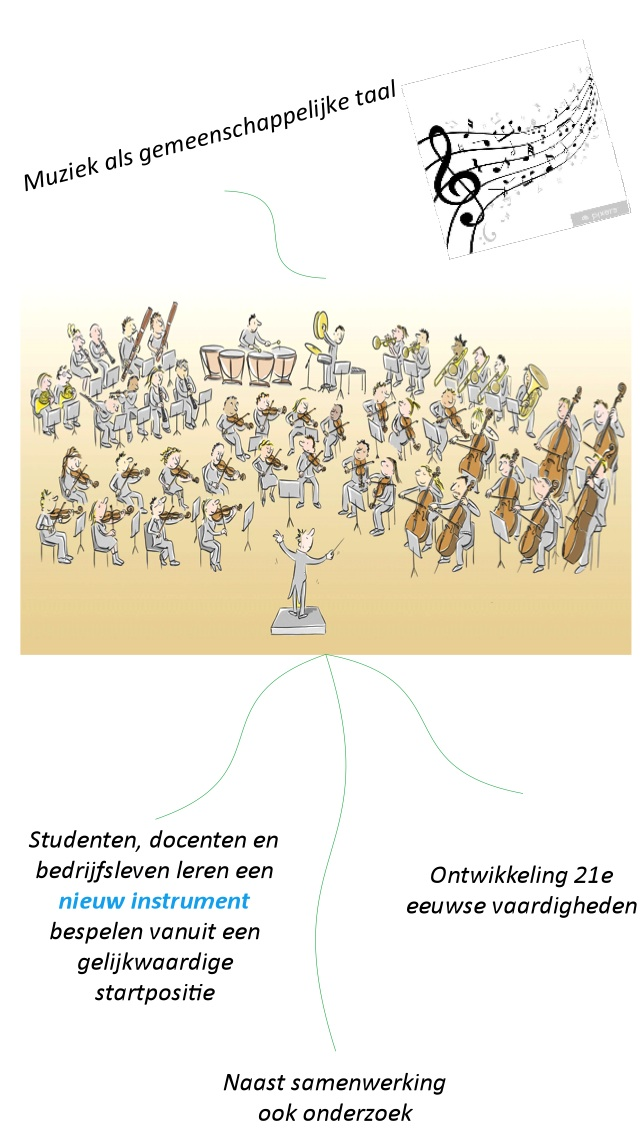 Muziek als gemeenschappelijke taal
Studenten, docenten en
bedrijfsleven leren een
nieuw instrument
bespelen vanuit een
gelijkwaardige
startpositie
Ontwikkeling 21e
eeuwse vaardigheden
Naast samenwerking
ook onderzoek